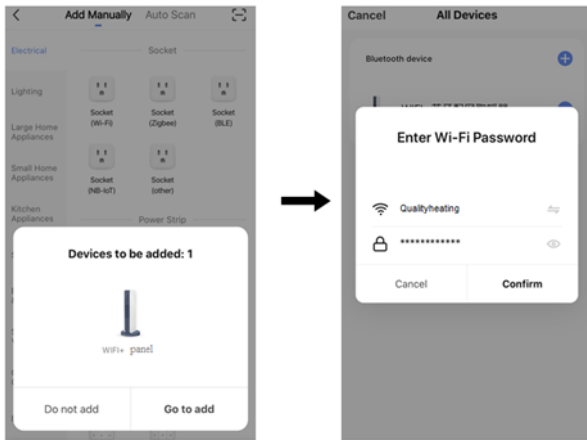 Add Manually Auto Scan
Electrical
Socket
Lighting
Socket
(Wi-Fi)
Socket
(Zigbee)
Socket
(BLE)
Large Home
Appliances
Small Home
Appliances
Socket
(NB-IoT)
Socket
(other)
Kitchen
Appliances
Power Strip
Devices to be added: 1
WIFI+ panel
Do not add Go to add
Cancel All Devices
Bluetooth device
Enter Wi-Fi Password
Qualityheating
************
Cancel Confirm